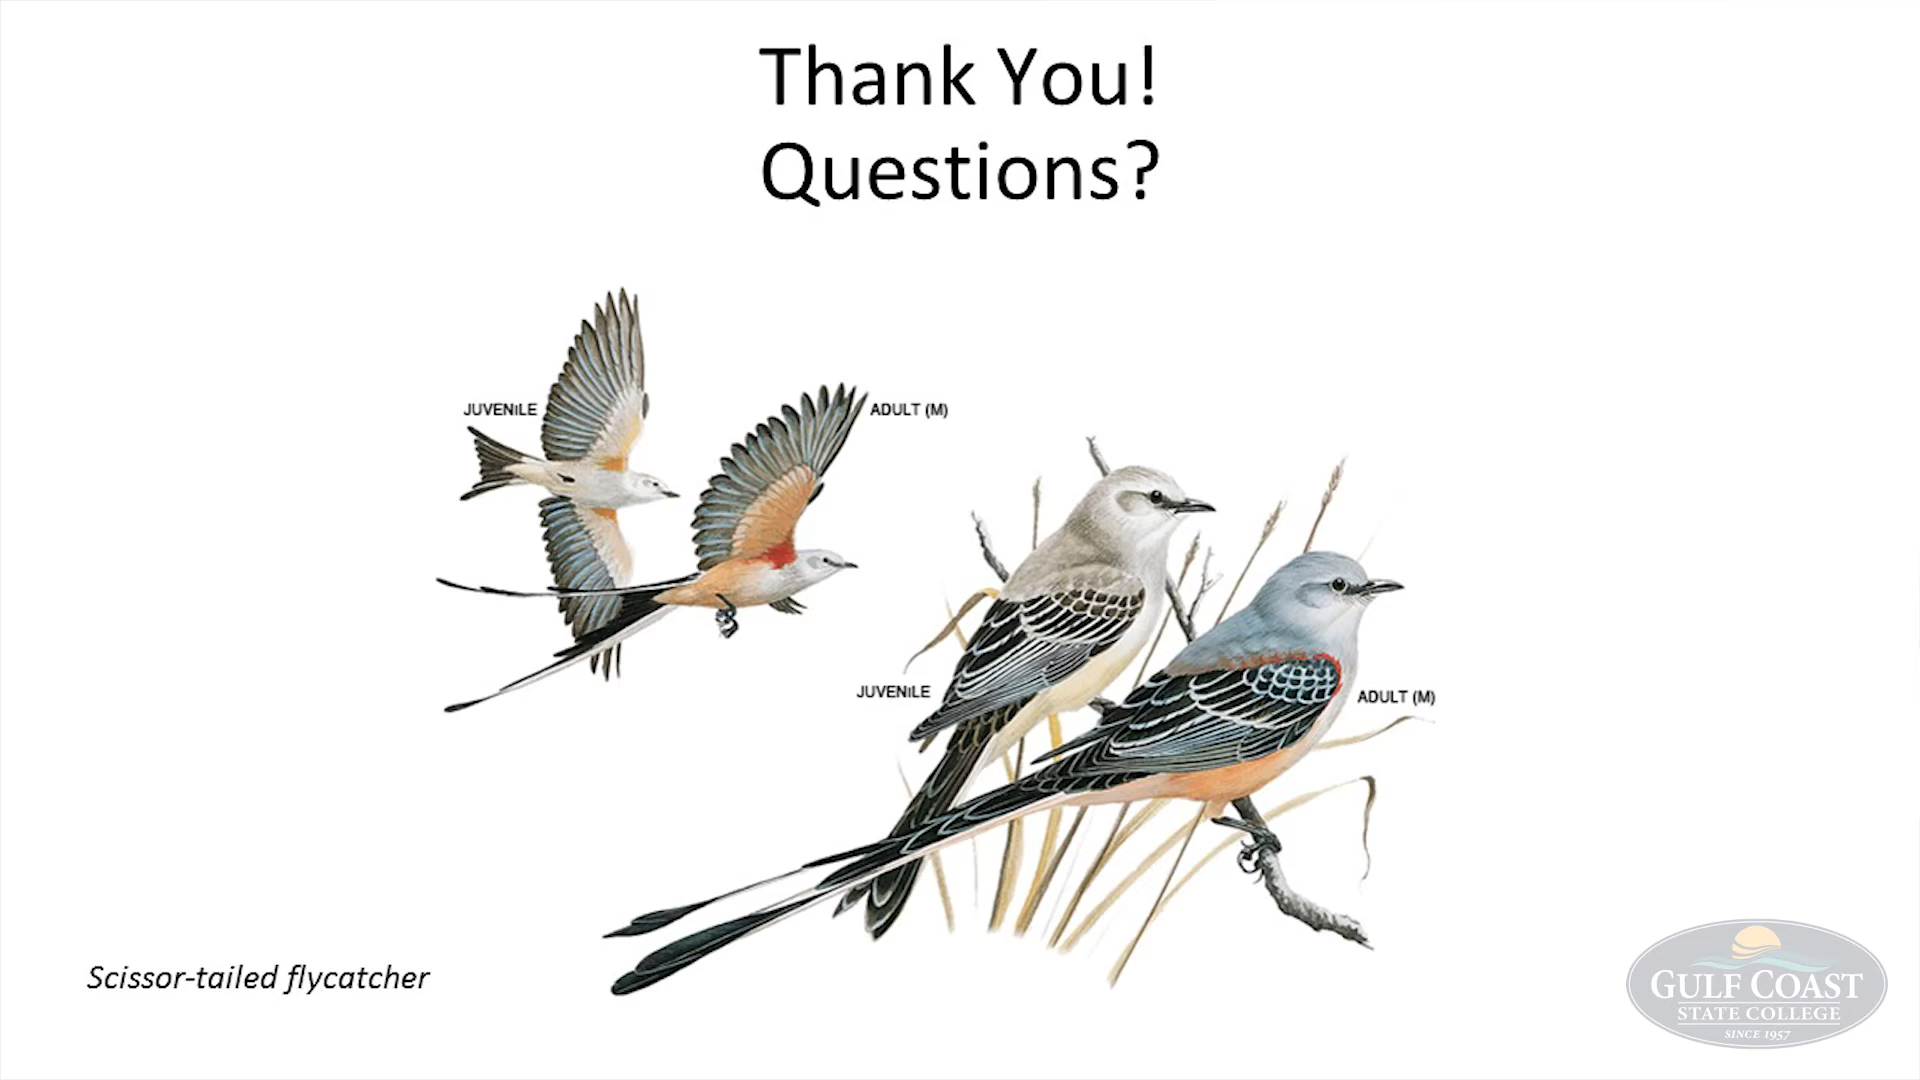 Thank You!
Questions?
JUVENILE
ADULT (M)
JUVENILE
ADULT (M)
Scissor-tailed flycatcher
GULF COAST
STATE COLLEGE
SINCE 1957